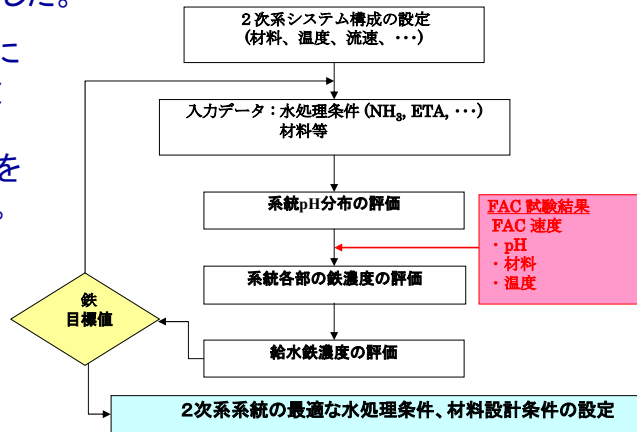 した。
に
を
。
2次系システム構成の設定
(材料、温度、流速、・・・)
入力データ：水処理条件 (NH₃, ETA, ・・・)
材料等
系統pH分布の評価
FAC 試験結果
FAC 速度
・pH
・材料
・温度
系統各部の鉄濃度の評価
鉄
目標値
給水鉄濃度の評価
2次系系統の最適な水処理条件、材料設計条件の設定